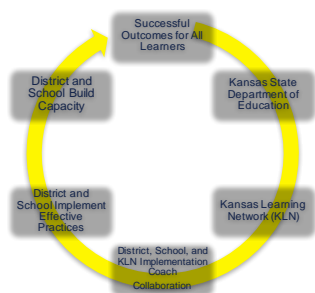 Successful
Outcomes for All
Learners
Kansas State
Department of
Education
Kansas Learning
Network (KLN)
District, School, and
KLN Implementation
Coach
Collaboration
District and
School Implement
Effective
Practices
District and
School Build
Capacity